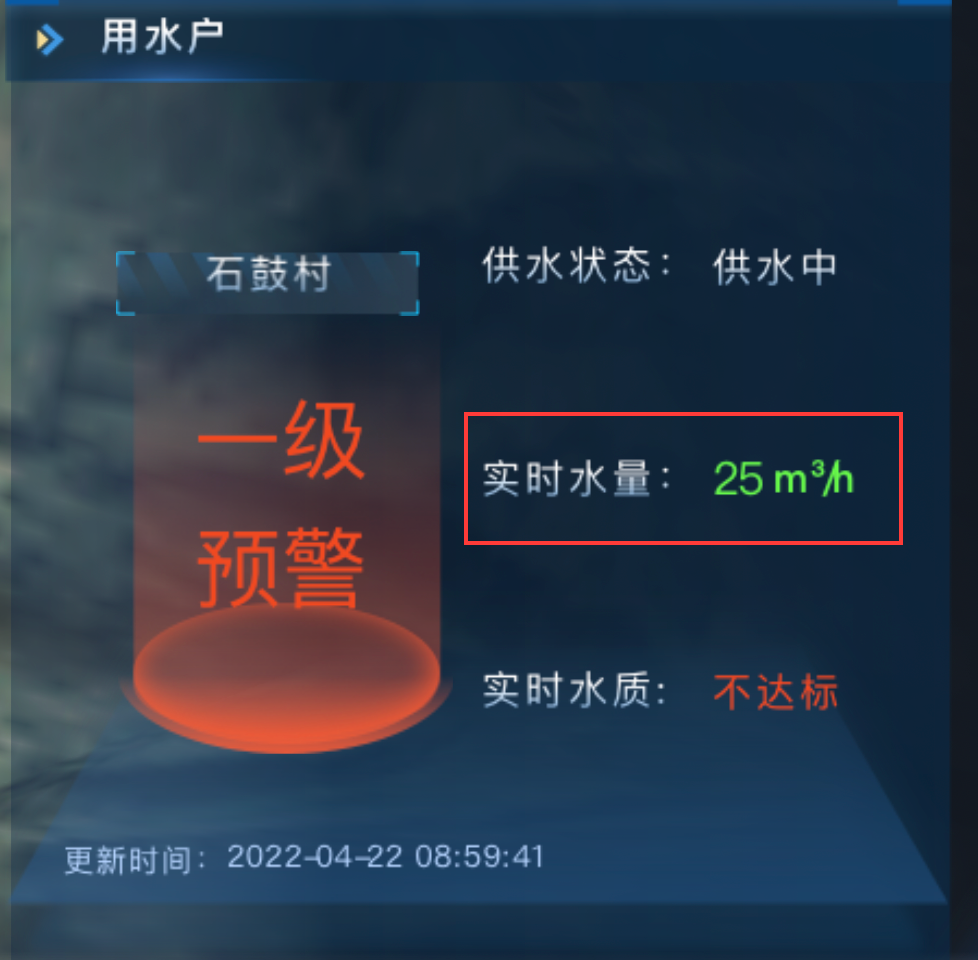 用水户
石鼓村
供水状态： 供水中
一级
预警
实时水量： 25 m³/h
实时水质: 不达标
更新时间： 2022-04-22 08:59:41